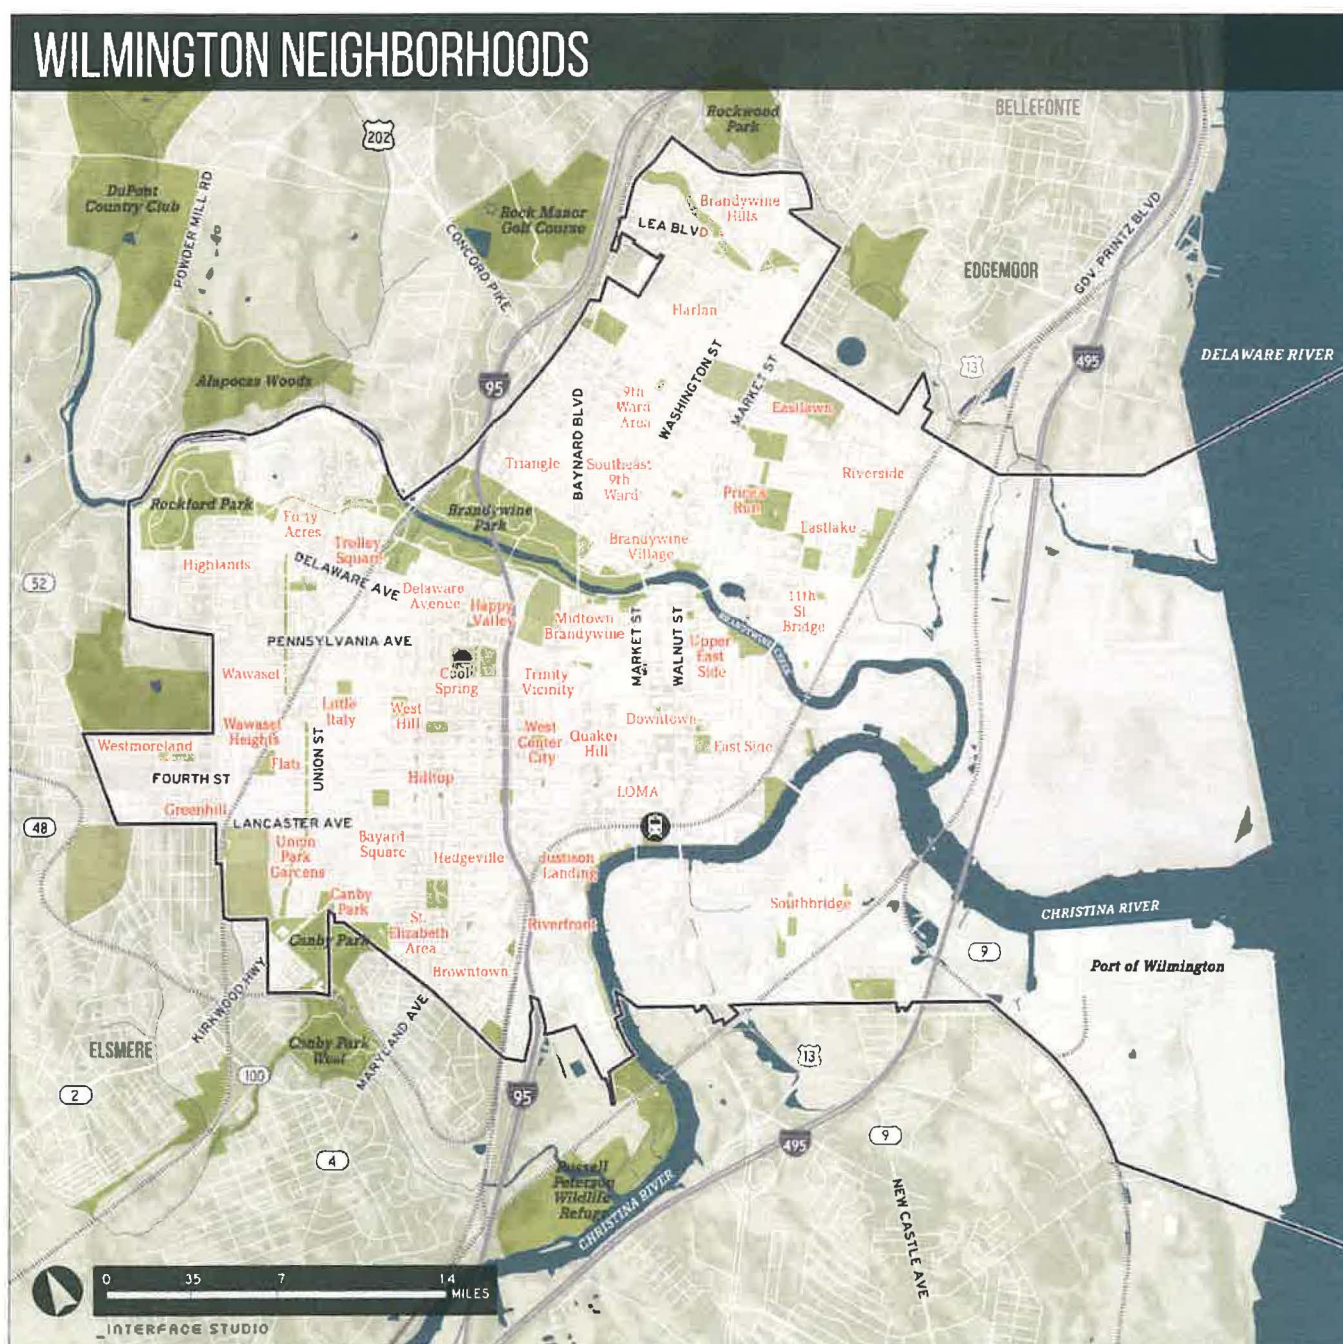 WILMINGTON NEIGHBORHOODS
BELLEFONTE
Rockwood
Park
202
DuPont
Country Club
POWDER MILL RD
Rock Manor
Golf Course
CONCORD PIKE
Brandywine
Hills
LEA BLVD
GOV. PRINTZ BLVD
EDGEMOOR
Harlan
DELAWARE RIVER
13
495
Alapocas Woods
95
BAYNARD BLVD
9th
Ward
Area
WASHINGTON ST
MARKET ST
Eastlawn
Triangle
Southeast
9th
Ward
Riverside
Prices
Run
Rockford Park
Brandywine
Park
Forty
Acres
Trolley
Square
Eastlake
Brandywine
Village
Highlands
DELAWARE AVE
52
Delaware
Avenue
Happy
Valley
Midtown
Brandywine
11th
St
Bridge
MARKET ST
WALNUT ST
BRANDYWINE CREEK
PENNSYLVANIA AVE
Upper
East
Side
Wawaset
Cool
Spring
Trinity
Vicinity
Little
Italy
West
Hill
Downtown
Wawaset
Heights
West
Center
City
Quaker
Hill
East Side
Westmoreland
UNION ST
Flats
FOURTH ST
Hilltop
LOMA
Greenhill
LANCASTER AVE
48
Union
Park
Gardens
Bayard
Square
Hedgeville
Justison
Landing
Canby
Park
Southbridge
CHRISTINA RIVER
St.
Elizabeth
Area
Riverfront
Canby Park
9
Port of Wilmington
Browntown
KIRKWOOD HWY
MARYLAND AVE
ELSMERE
Canby Park
West
13
100
2
95
495
9
4
Russell
Peterson
Wildlife
Refuge
CHRISTINA RIVER
NEW CASTLE AVE
0 35 7 14
MILES
_INTERFACE STUDIO